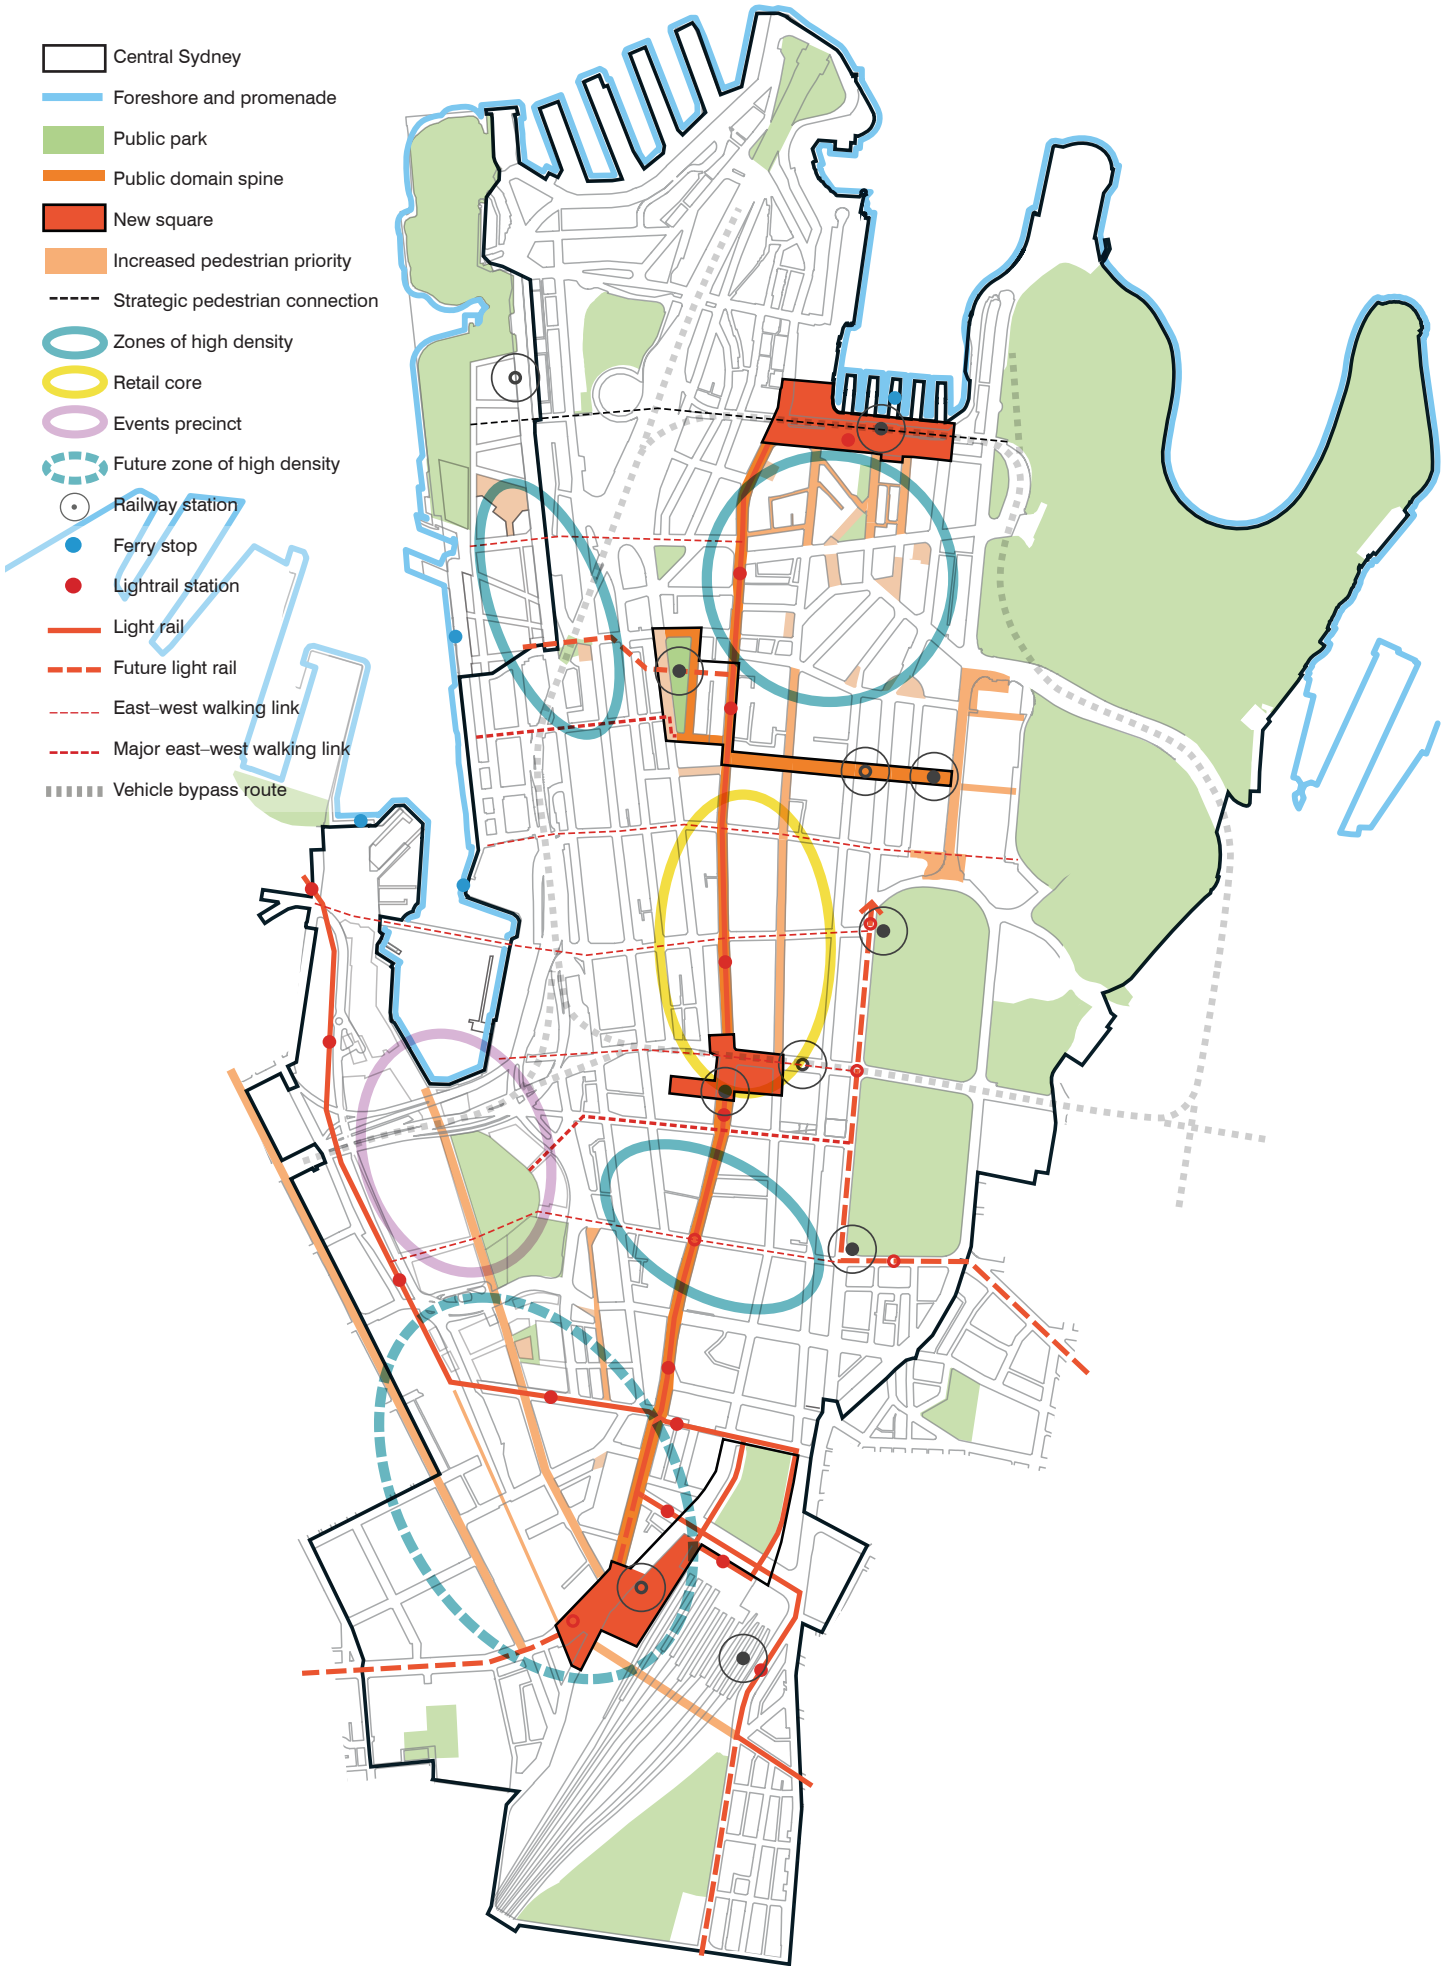 Central Sydney
Foreshore and promenade
Public park
Public domain spine
New square
Increased pedestrian priority
Strategic pedestrian connection
Zones of high density
Retail core
Events precinct
Future zone of high density
Railway station
Ferry stop
Lightrail station
Light rail
Future light rail
East–west walking link
Major east–west walking link
Vehicle bypass route